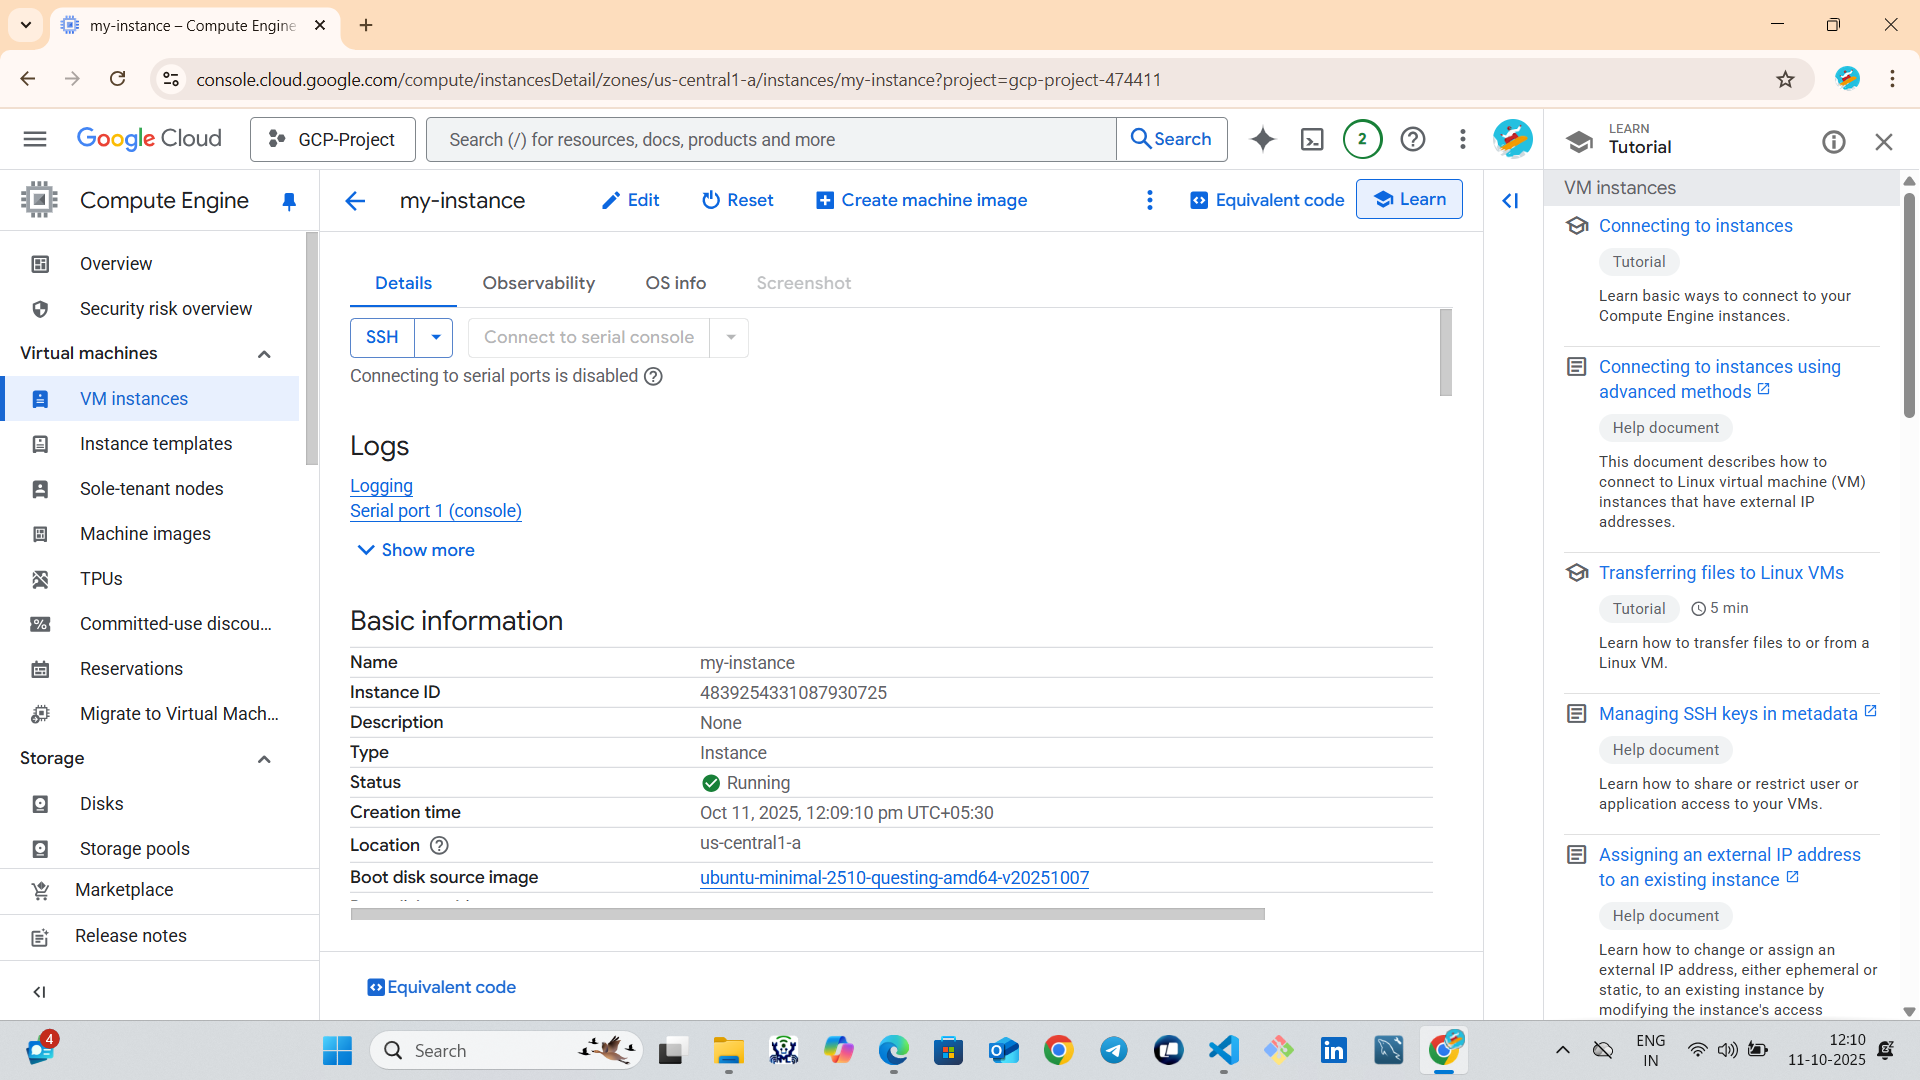 my-instance – Compute Engine
console.cloud.google.com/compute/instancesDetail/zones/us-central1-a/instances/my-instance?project=gcp-project-474411
Google Cloud
GCP-Project
Search (/) for resources, docs, products and more
Search
2
LEARN
Tutorial
Compute Engine
my-instance
Edit
Reset
Create machine image
Equivalent code
Learn
Overview
Security risk overview
Virtual machines
VM instances
Instance templates
Sole-tenant nodes
Machine images
TPUs
Committed-use discou...
Reservations
Migrate to Virtual Mach...
Storage
Disks
Storage pools
Marketplace
Release notes
Details
Observability
OS info
Screenshot
SSH
Connect to serial console
Connecting to serial ports is disabled
Logs
Logging
Serial port 1 (console)
Show more
Basic information
Name my-instance
Instance ID 4839254331087930725
Description None
Type Instance
Status Running
Creation time Oct 11, 2025, 12:09:10 pm UTC+05:30
Location us-central1-a
Boot disk source image ubuntu-minimal-2510-questing-amd64-v20251007
Equivalent code
VM instances
Connecting to instances
Tutorial
Learn basic ways to connect to your
Compute Engine instances.
Connecting to instances using
advanced methods
Help document
This document describes how to
connect to Linux virtual machine (VM)
instances that have external IP
addresses.
Transferring files to Linux VMs
Tutorial 5 min
Learn how to transfer files to or from a
Linux VM.
Managing SSH keys in metadata
Help document
Learn how to share or restrict user or
application access to your VMs.
Assigning an external IP address
to an existing instance
Help document
Learn how to change or assign an
external IP address, either ephemeral or
static, to an existing instance by
modifying the instance's access
4
Search
ENG
IN
12:10
11-10-2025